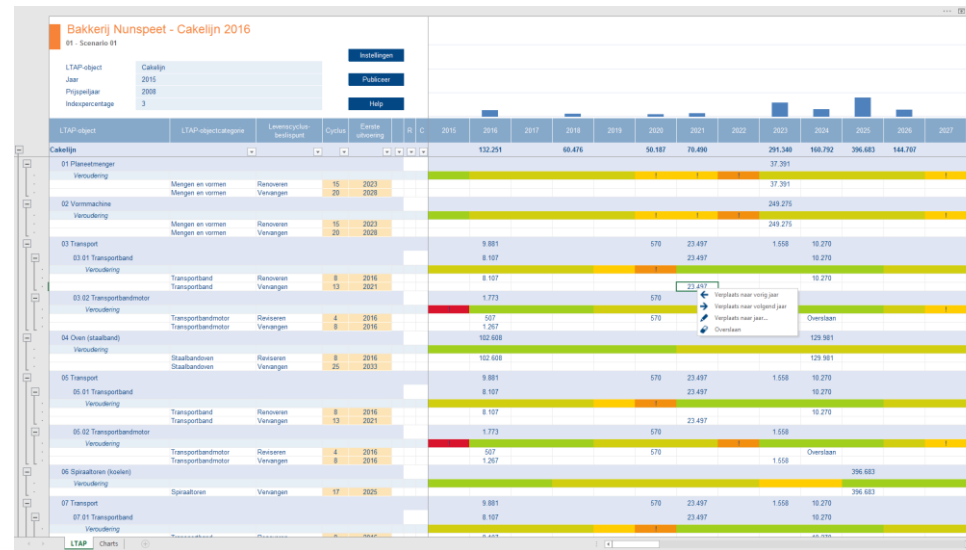 Bakkerij Nunspeet - Cakelijn 2016
01 - Scenario 01
Instellingen
LTAP-object Cakelijn
Jaar 2015 Publiceer
Prijspeiljaar 2008
Indexpercentage 3 Help
LTAP-object LTAP-objectcategorie Levenscyclus-beslispunt Cyclus Eerste uitvoering R C 2015 2016 2017 2018 2019 2020 2021 2022 2023 2024 2025 2026 2027
Cakelijn 132.251 60.476 50.187 70.490 291.340 160.792 396.683 144.707
01 Planeetmenger 37.391
Veroudering ! ! ! !
Mengen en vormen Renoveren 15 2023 37.391
Mengen en vormen Vervangen 20 2028
02 Vormmachine 249.275
Veroudering ! ! ! !
Mengen en vormen Renoveren 15 2023 249.275
Mengen en vormen Vervangen 20 2028
03 Transport 9.881 570 23.497 1.558 10.270
03.01 Transportband 8.107 23.497 10.270
Veroudering !
Transportband Renoveren 8 2016 8.107 10.270
Transportband Vervangen 13 2021 23.497
Verplaats naar vorig jaar
Verplaats naar volgend jaar
Verplaats naar jaar...
Overslaan
03.02 Transportbandmotor 1.773 570
Veroudering !
Transportbandmotor Reviseren 4 2016 507 570 Overslaan
Transportbandmotor Vervangen 8 2016 1.267
04 Oven (staalband) 102.608 129.981
Veroudering
Staalbandoven Reviseren 8 2016 102.608 129.981
Staalbandoven Vervangen 25 2033
05 Transport 9.881 570 23.497 1.558 10.270
05.01 Transportband 8.107 23.497 10.270
Veroudering !
Transportband Renoveren 8 2016 8.107 10.270
Transportband Vervangen 13 2021 23.497
05.02 Transportbandmotor 1.773 570 1.558
Veroudering ! !
Transportbandmotor Reviseren 4 2016 507 570 Overslaan
Transportbandmotor Vervangen 8 2016 1.267 1.558
06 Spiraaltoren (koelen) 396.683
Veroudering
Spiraaltoren Vervangen 17 2025 396.683
07 Transport 9.881 570 23.497 1.558 10.270
07.01 Transportband 8.107 23.497 10.270
Veroudering !
LTAP Charts